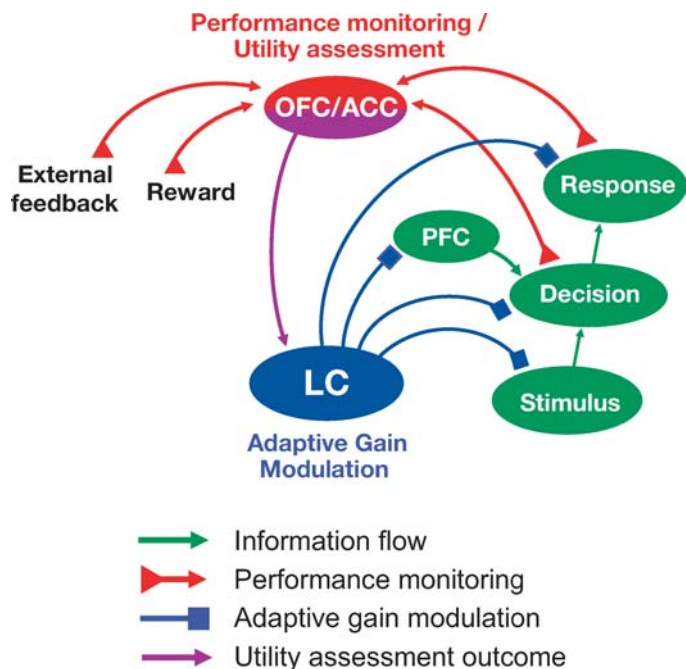 Performance monitoring /
Utility assessment
OFC/ACC
External
feedback
Reward
Response
PFC
Decision
LC
Stimulus
Adaptive Gain
Modulation
Information flow
Performance monitoring
Adaptive gain modulation
Utility assessment outcome